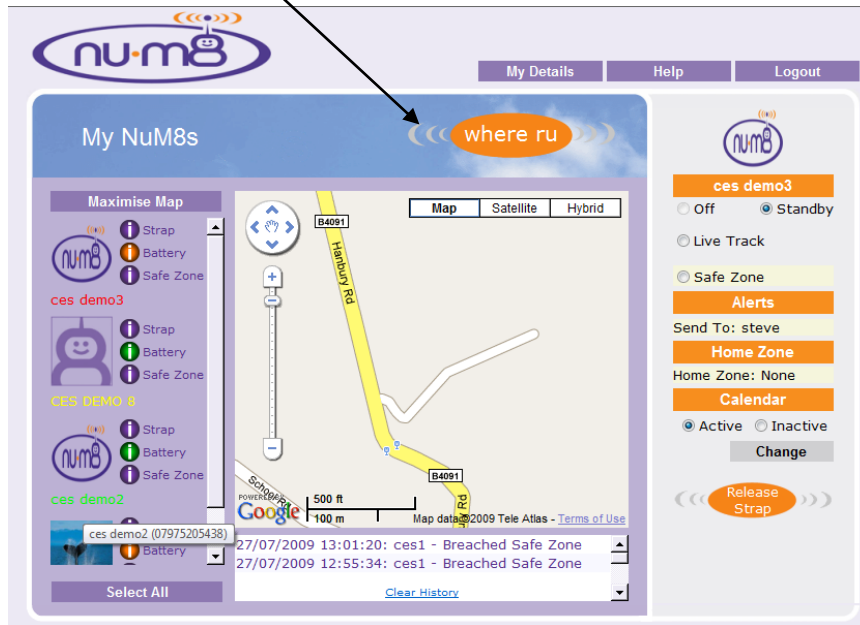 nu·m8
My Details Help Logout
My NuM8s
where ru
Maximise Map
Strap
Battery
Safe Zone
num8
ces demo3
Strap
Battery
Safe Zone
CES DEMO 8
Strap
Battery
Safe Zone
num8
ces demo2
ces demo2 (07975205438)
Battery
Select All
Map Satellite Hybrid
B4091
Hanbury Rd
B4091
500 ft
100 m
POWERED BY
Google
Map data ©2009 Tele Atlas - Terms of Use
27/07/2009 13:01:20: ces1 - Breached Safe Zone
27/07/2009 12:55:34: ces1 - Breached Safe Zone
Clear History
num8
ces demo3
Off Standby
Live Track
Safe Zone
Alerts
Send To: steve
Home Zone
Home Zone: None
Calendar
Active Inactive
Change
Release
Strap